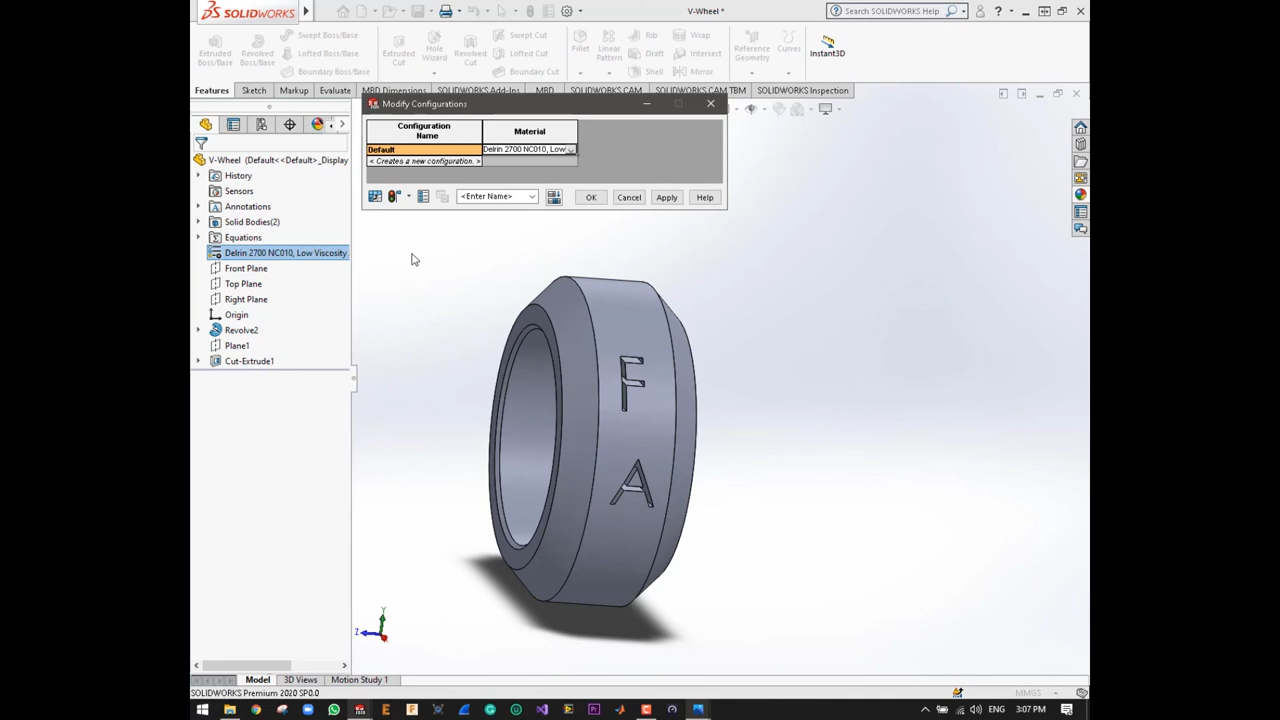 SOLIDWORKS
V-Wheel *
Search SOLIDWORKS Help
Extruded Boss/Base
Revolved Boss/Base
Swept Boss/Base
Lofted Boss/Base
Boundary Boss/Base
Extruded Cut
Hole Wizard
Revolved Cut
Swept Cut
Lofted Cut
Boundary Cut
Fillet
Linear Pattern
Rib
Draft
Shell
Wrap
Intersect
Mirror
Reference Geometry
Curves
Instant3D
Features
Sketch
Markup
Evaluate
MBD Dimensions
SOLIDWORKS Add-Ins
MBD
SOLIDWORKS CAM
SOLIDWORKS CAM TBM
SOLIDWORKS Inspection
Modify Configurations
Configuration Name
Material
Default
Delrin 2700 NC010, Low
< Creates a new configuration. >
<Enter Name>
OK
Cancel
Apply
Help
V-Wheel (Default<<Default>_Display
History
Sensors
Annotations
Solid Bodies(2)
Equations
Delrin 2700 NC010, Low Viscosity
Front Plane
Top Plane
Right Plane
Origin
Revolve2
Plane1
Cut-Extrude1
F
A
Y
Z
Model
3D Views
Motion Study 1
SOLIDWORKS Premium 2020 SP0.0
MMGS
ENG
3:07 PM